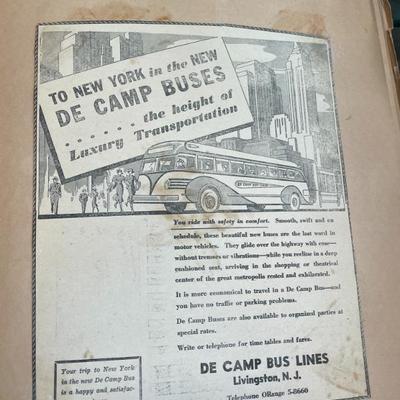 TO NEW YORK in the NEW
DE CAMP BUSES
. . . . . . the height of
Luxury Transportation
DE CAMP BUS LINES
You ride with safety in comfort. Smooth, swift and on
schedule, these beautiful new buses are the last word in
motor vehicles. They glide over the highway with ease—
without tremors or vibrations—while you recline in a deep
cushioned seat, arriving in the shopping or theatrical
center of the great metropolis rested and exhilarated.
It is more economical to travel in a De Camp Bus—and
you have no traffic or parking problems.
De Camp Buses are also available to organized parties at
special rates.
Write or telephone for time tables and fares.
DE CAMP BUS LINES
Livingston, N. J.
Telephone ORange 5-8660
Your trip to New York
in the new De Camp Bus
is a happy and satisfac-